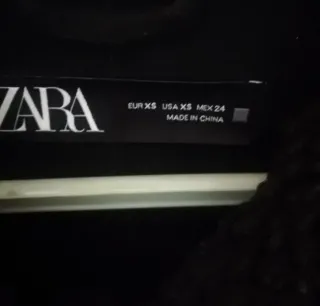 ZARA
EUR XS USA XS MEX 24
MADE IN CHINA